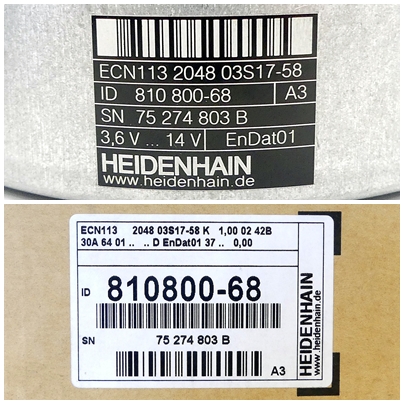 ECN113 2048 03S17-58
ID 810 800-68 A3
SN 75 274 803 B
3,6 V ... 14 V EnDat01
HEIDENHAIN
www.heidenhain.de
ECN113 2048 03S17-58 K 1,00 02 42B
30A 64 01 .. .. D EnDat01 37 .. 0,00
ID 810800-68
SN 75 274 803 B
A3
HEIDENHAIN
www.heidenhain.de